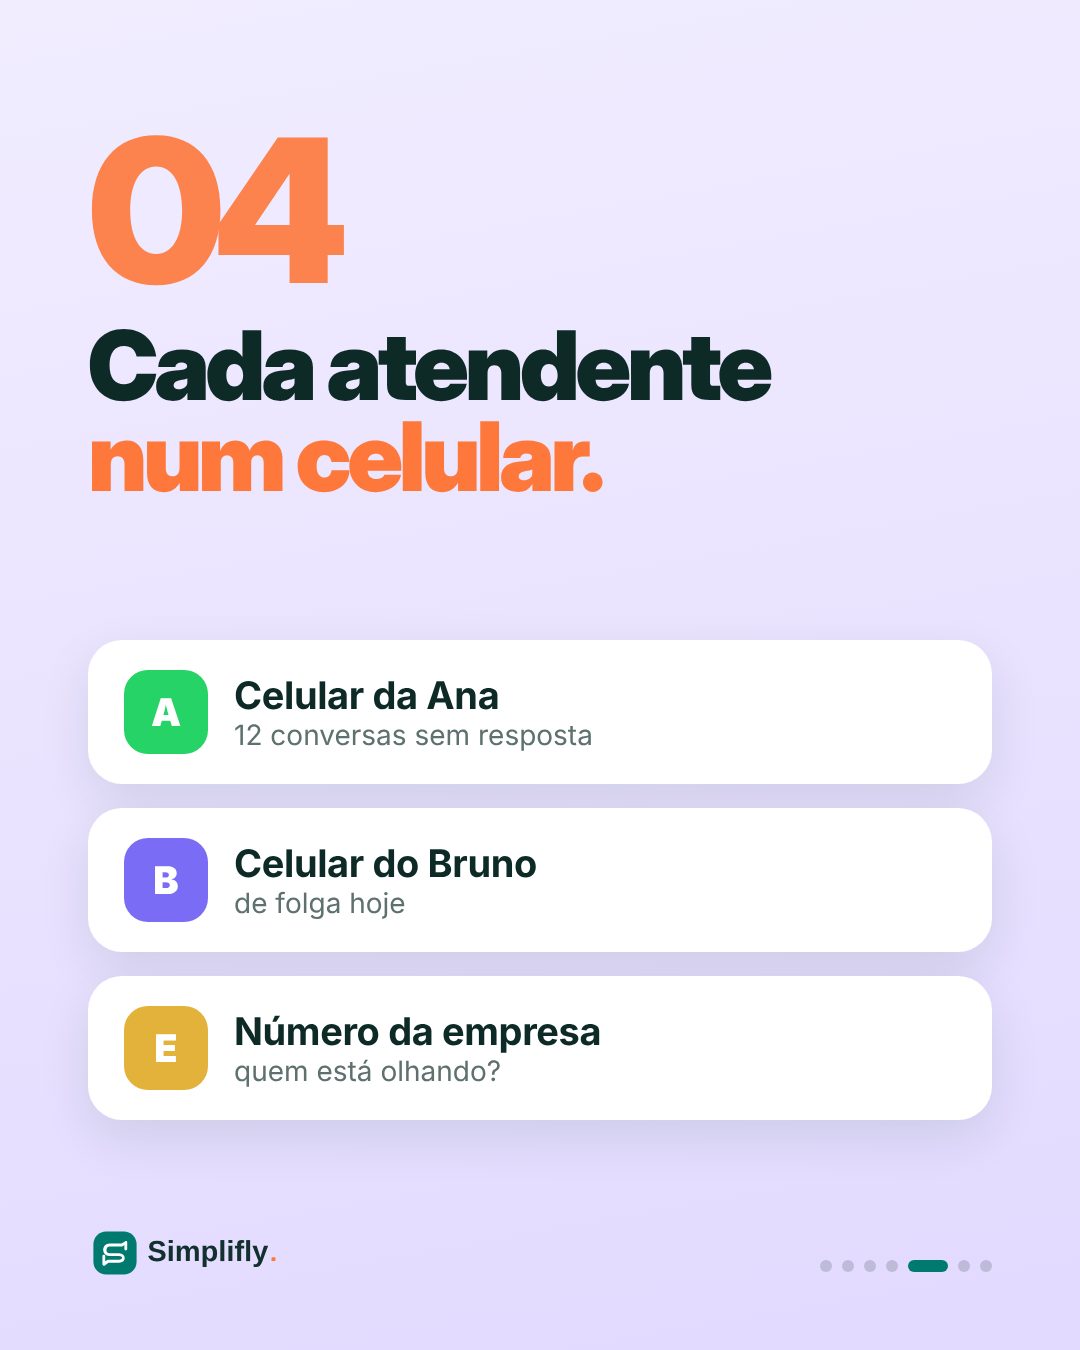 04
Cada atendente
num celular.
A
Celular da Ana
12 conversas sem resposta
B
Celular do Bruno
de folga hoje
E
Número da empresa
quem está olhando?
Simplifly.